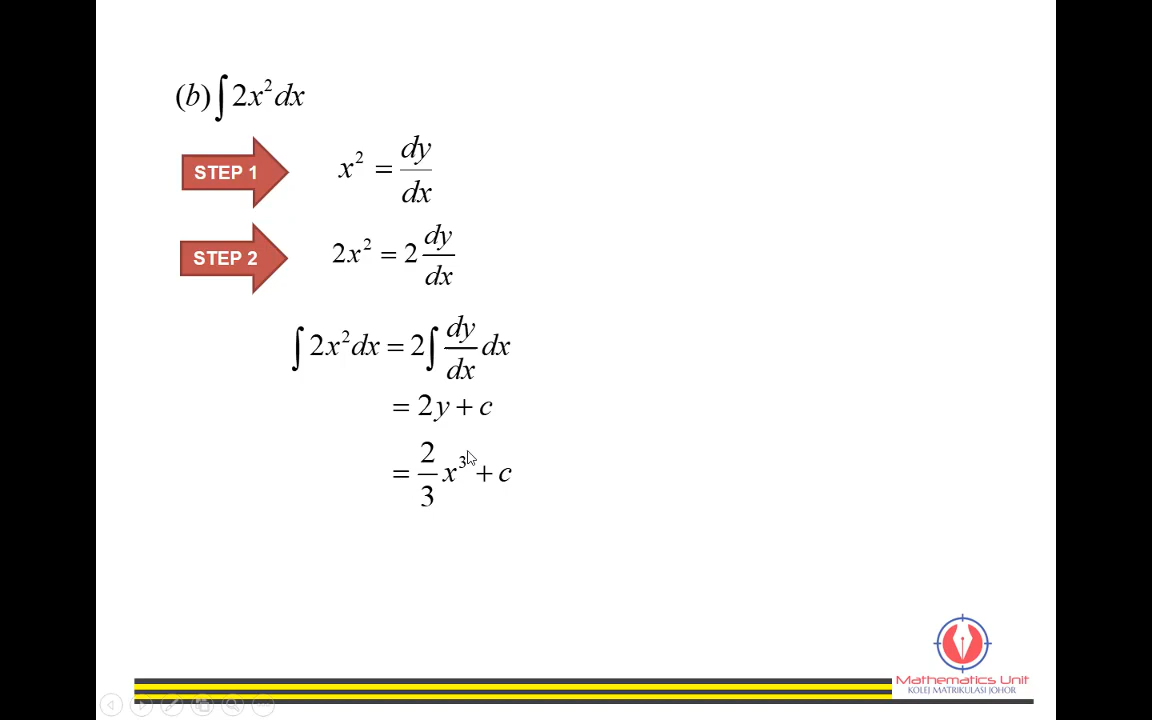 (b) ∫ 2x² dx
STEP 1
x² = dy/dx
STEP 2
2x² = 2 dy/dx
∫ 2x² dx = 2 ∫ dy/dx dx
= 2y + c
= 2/3 x³ + c
Mathematics Unit
KOLEJ MATRIKULASI JOHOR